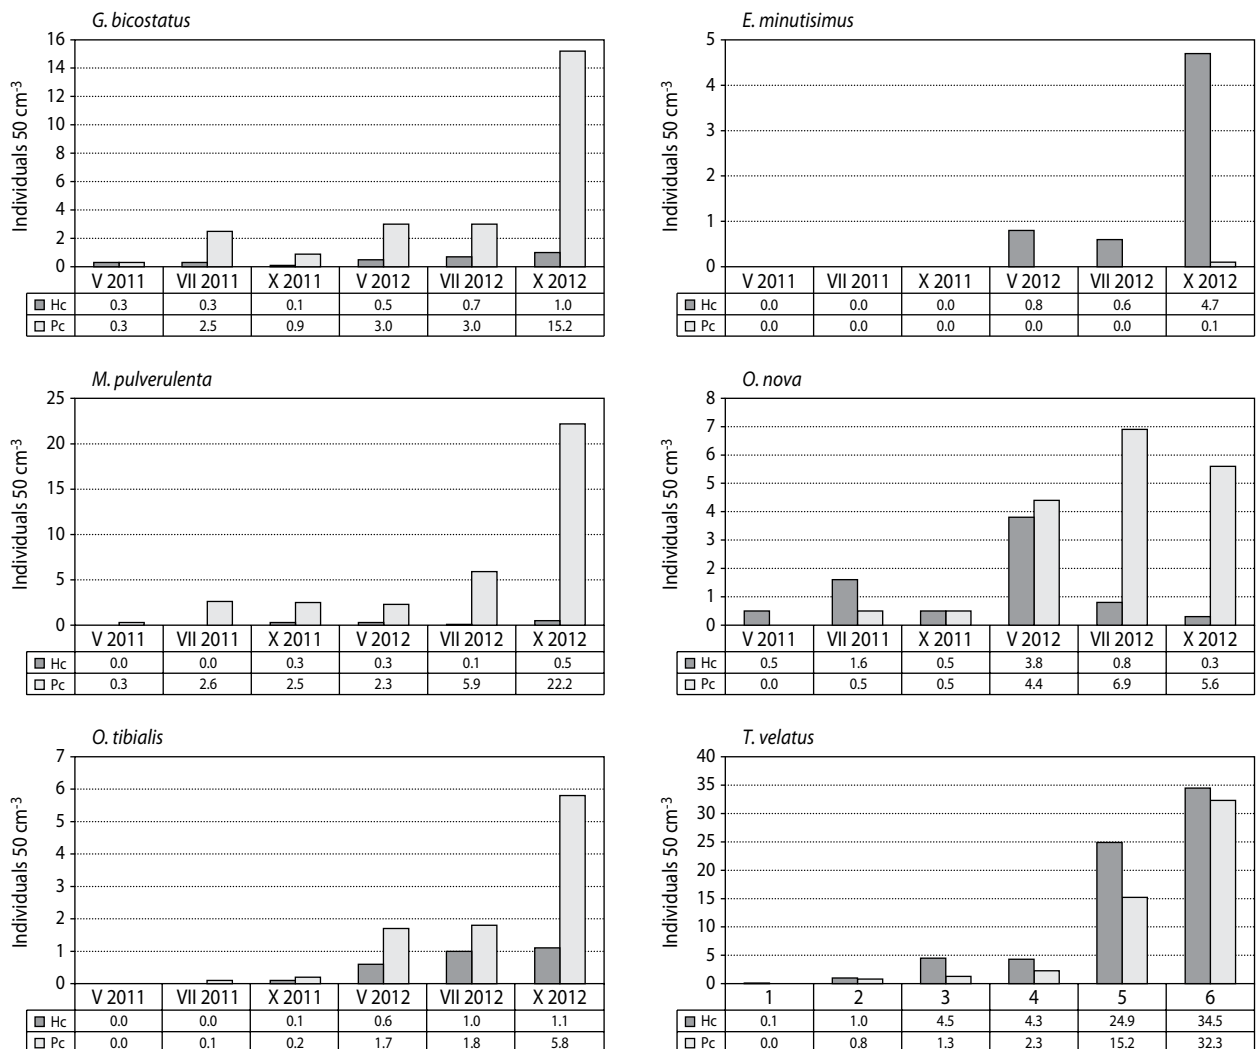 G. bicostatus
Individuals 50 cm-3
16
14
12
10
8
6
4
2
0
V 2011 VII 2011 X 2011 V 2012 VII 2012 X 2012
Hc 0.3 0.3 0.1 0.5 0.7 1.0
Pc 0.3 2.5 0.9 3.0 3.0 15.2
E. minutisimus
Individuals 50 cm-3
5
4
3
2
1
0
V 2011 VII 2011 X 2011 V 2012 VII 2012 X 2012
Hc 0.0 0.0 0.0 0.8 0.6 4.7
Pc 0.0 0.0 0.0 0.0 0.0 0.1
M. pulverulenta
Individuals 50 cm-3
25
20
15
10
5
0
V 2011 VII 2011 X 2011 V 2012 VII 2012 X 2012
Hc 0.0 0.0 0.3 0.3 0.1 0.5
Pc 0.3 2.6 2.5 2.3 5.9 22.2
O. nova
Individuals 50 cm-3
8
7
6
5
4
3
2
1
0
V 2011 VII 2011 X 2011 V 2012 VII 2012 X 2012
Hc 0.5 1.6 0.5 3.8 0.8 0.3
Pc 0.0 0.5 0.5 4.4 6.9 5.6
O. tibialis
Individuals 50 cm-3
7
6
5
4
3
2
1
0
V 2011 VII 2011 X 2011 V 2012 VII 2012 X 2012
Hc 0.0 0.0 0.1 0.6 1.0 1.1
Pc 0.0 0.1 0.2 1.7 1.8 5.8
T. velatus
Individuals 50 cm-3
40
35
30
25
20
15
10
5
0
1 2 3 4 5 6
Hc 0.1 1.0 4.5 4.3 24.9 34.5
Pc 0.0 0.8 1.3 2.3 15.2 32.3